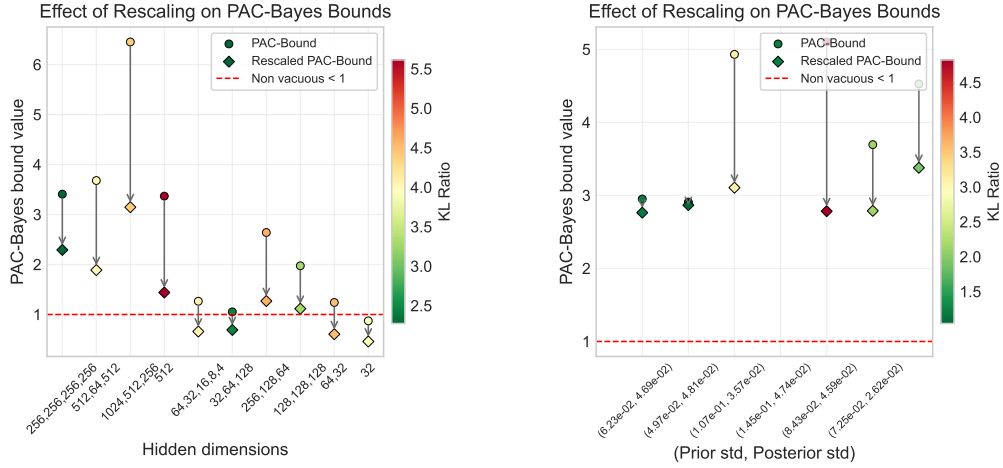 Effect of Rescaling on PAC-Bayes Bounds
PAC-Bayes bound value
6
5
4
3
2
1
PAC-Bound
Rescaled PAC-Bound
Non vacuous < 1
256,256,256,256
512,64,512
1024,512,256
512
64,32,16,8,4
32,64,128
256,128,64
128,128,128
64,32
32
Hidden dimensions
5.5
5.0
4.5
4.0
3.5
3.0
2.5
KL Ratio
Effect of Rescaling on PAC-Bayes Bounds
PAC-Bayes bound value
5
4
3
2
1
PAC-Bound
Rescaled PAC-Bound
Non vacuous < 1
(6.23e-02, 4.69e-02)
(4.97e-02, 4.81e-02)
(1.07e-01, 3.57e-02)
(1.45e-01, 4.74e-02)
(8.43e-02, 4.59e-02)
(7.25e-02, 2.62e-02)
(Prior std, Posterior std)
4.5
4.0
3.5
3.0
2.5
2.0
1.5
KL Ratio